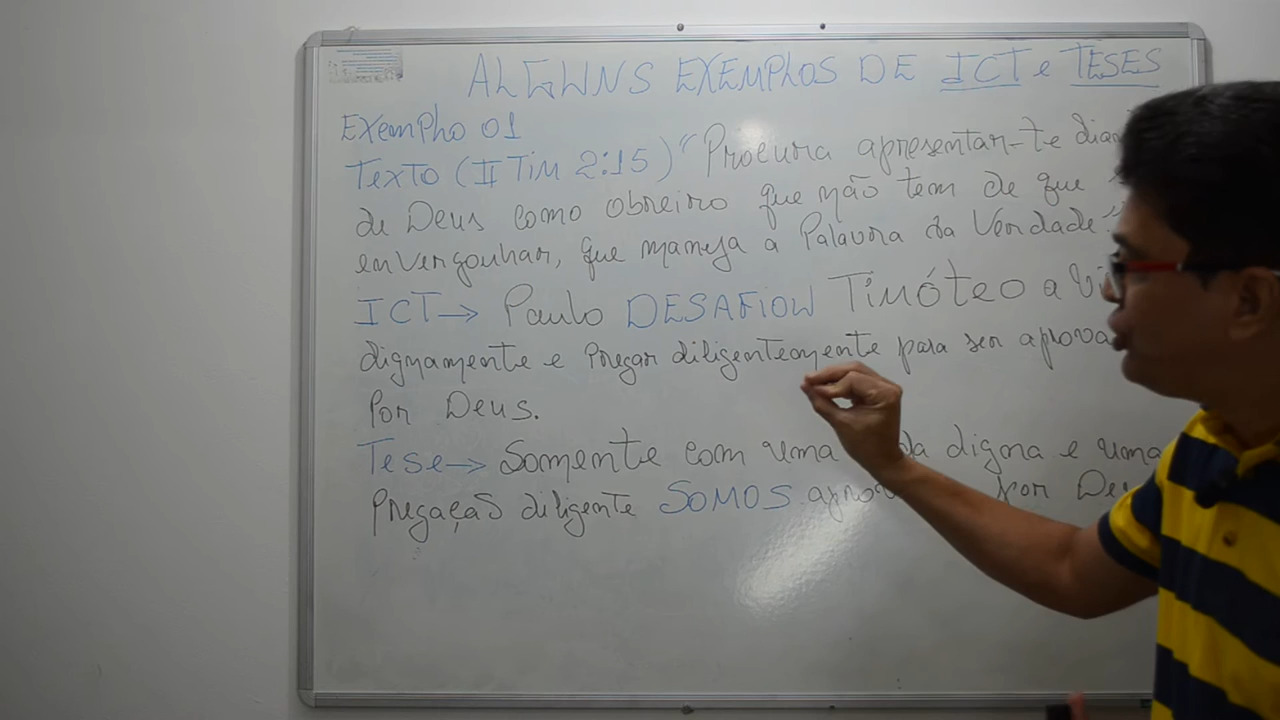 ALGUNS EXEMPLOS DE ICT e TESES
Exemplo 01
Texto (II Tim 2:15) "Procura apresentar-te
de Deus como obreiro que não tem de que
envergonhar, que maneja a Palavra da Verdade"
ICT→ Paulo DESAFIOU Timóteo a
dignamente e pregar diligentemente para ser
por Deus.
Tese→ Somente com uma digna e uma
pregação diligente SOMOS por